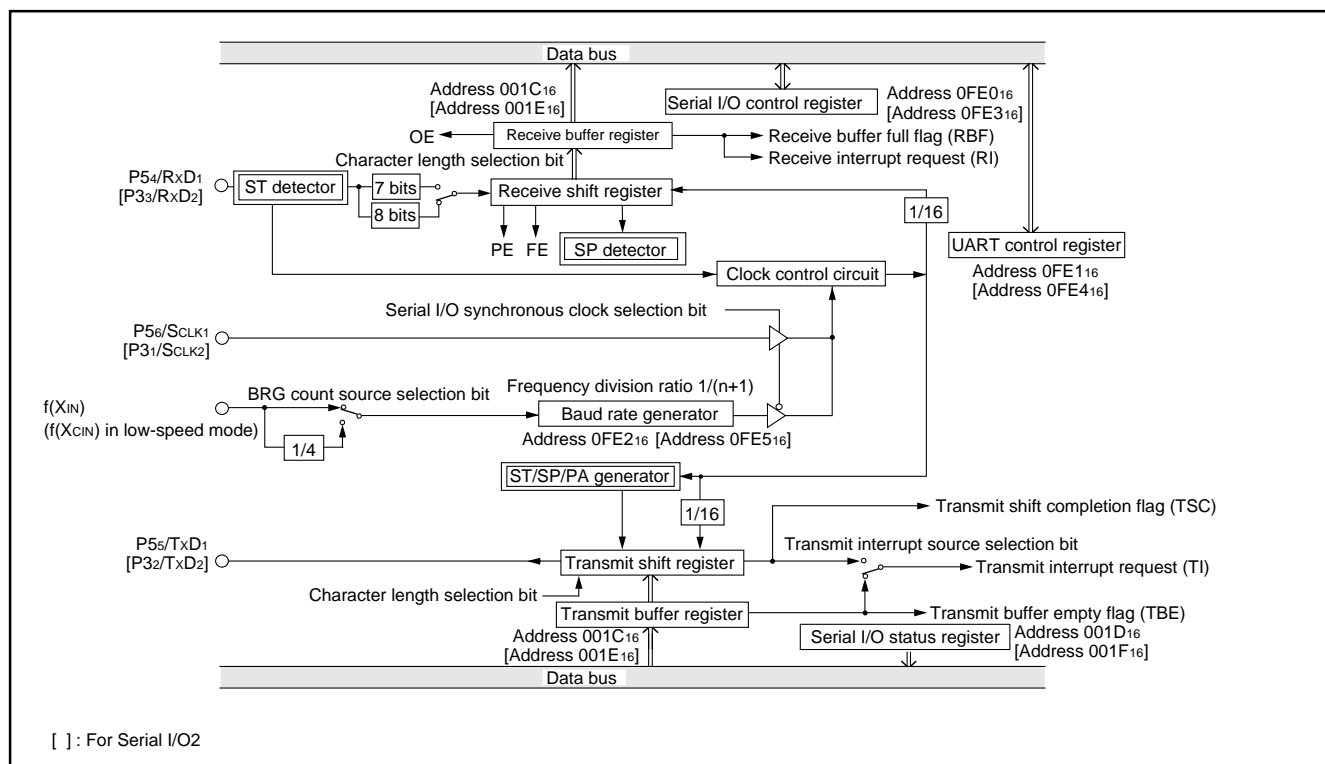 Data bus
Address 001C16
[Address 001E16]
Serial I/O control register
Address 0FE016
[Address 0FE316]
OE
Receive buffer register
Receive buffer full flag (RBF)
Receive interrupt request (RI)
Character length selection bit
P54/RXD1
[P33/RXD2]
ST detector
7 bits
8 bits
Receive shift register
1/16
PE
FE
SP detector
UART control register
Address 0FE116
[Address 0FE416]
Clock control circuit
Serial I/O synchronous clock selection bit
P56/SCLK1
[P31/SCLK2]
BRG count source selection bit
Frequency division ratio 1/(n+1)
f(XIN)
(f(XCIN) in low-speed mode)
Baud rate generator
1/4
Address 0FE216 [Address 0FE516]
ST/SP/PA generator
1/16
Transmit shift completion flag (TSC)
P55/TXD1
[P32/TXD2]
Transmit shift register
Transmit interrupt source selection bit
Transmit interrupt request (TI)
Character length selection bit
Transmit buffer register
Transmit buffer empty flag (TBE)
Address 001C16
[Address 001E16]
Serial I/O status register
Address 001D16
[Address 001F16]
Data bus
[ ] : For Serial I/O2